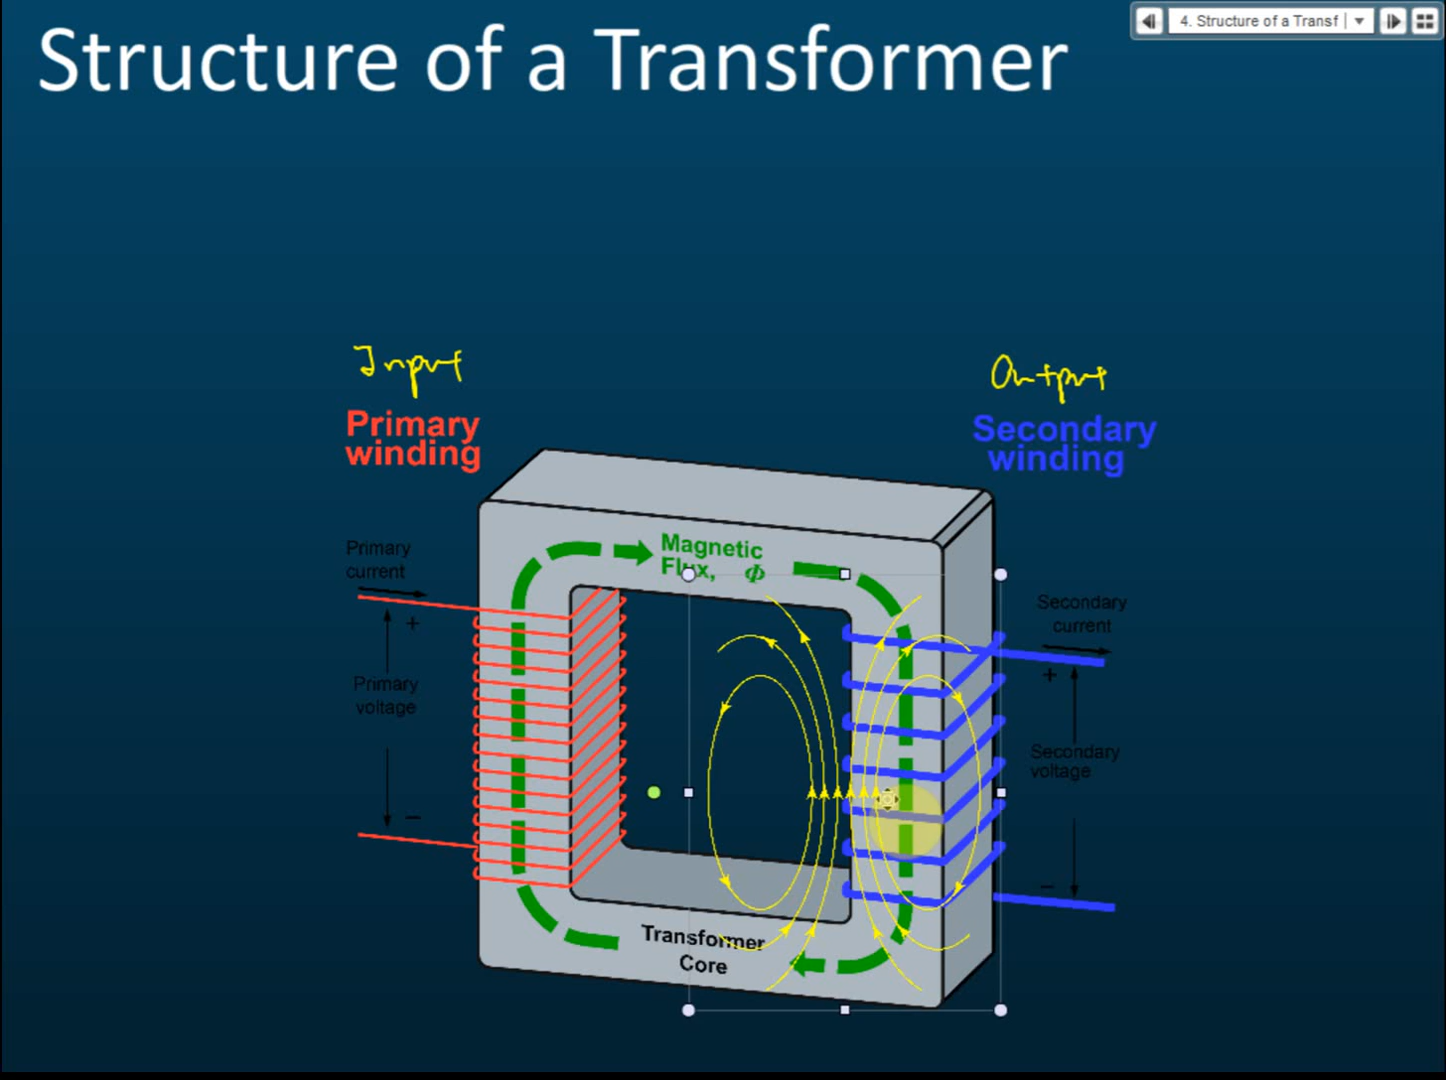 Structure of a Transformer
4. Structure of a Transf
Input
Output
Primary
winding
Secondary
winding
Primary
current
+
Primary
voltage
−
Magnetic
Flux, Φ
Secondary
current
+
Secondary
voltage
−
Transformer
Core